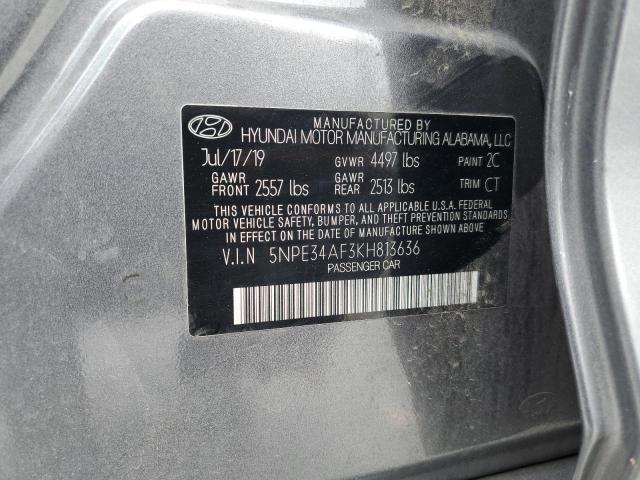 MANUFACTURED BY
HYUNDAI MOTOR MANUFACTURING ALABAMA, LLC
Jul/17/19 GVWR 4497 lbs PAINT 2C
GAWR FRONT 2557 lbs GAWR REAR 2513 lbs TRIM CT
THIS VEHICLE CONFORMS TO ALL APPLICABLE U.S.A. FEDERAL
MOTOR VEHICLE SAFETY, BUMPER, AND THEFT PREVENTION STANDARDS
IN EFFECT ON THE DATE OF MANUFACTURE SHOWN ABOVE
V.I.N 5NPE34AF3KH813636
PASSENGER CAR